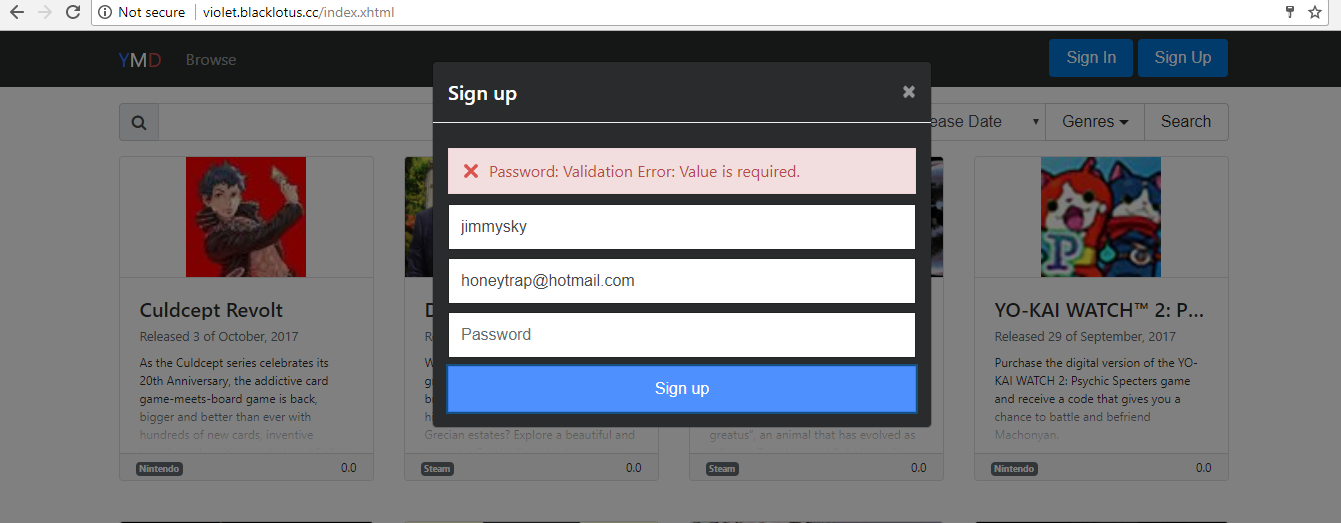 Not secure violet.blacklotus.cc/index.xhtml
YMD Browse Sign In Sign Up
Sign up ×
ease Date Genres Search
Password: Validation Error: Value is required.
jimmysky
honeytrap@hotmail.com
Password
Sign up
Culdcept Revolt
Released 3 of October, 2017
As the Culdcept series celebrates its
20th Anniversary, the addictive card
game-meets-board game is back,
bigger and better than ever with
hundreds of new cards, inventive
Nintendo 0.0
D
R
W
g
hi
Grecian estates? Explore a beautiful and
Steam 0.0
greatus", an animal that has evolved as
Steam 0.0
P
YO-KAI WATCH™ 2: P...
Released 29 of September, 2017
Purchase the digital version of the YO-
KAI WATCH 2: Psychic Specters game
and receive a code that gives you a
chance to battle and befriend
Machonyan.
Nintendo 0.0